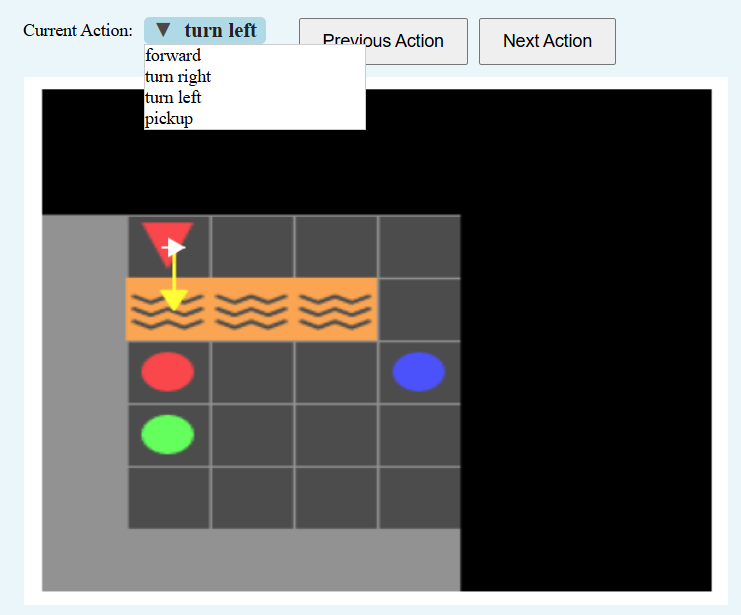 Current Action: ▼ turn left Previous Action Next Action
forward
turn right
turn left
pickup